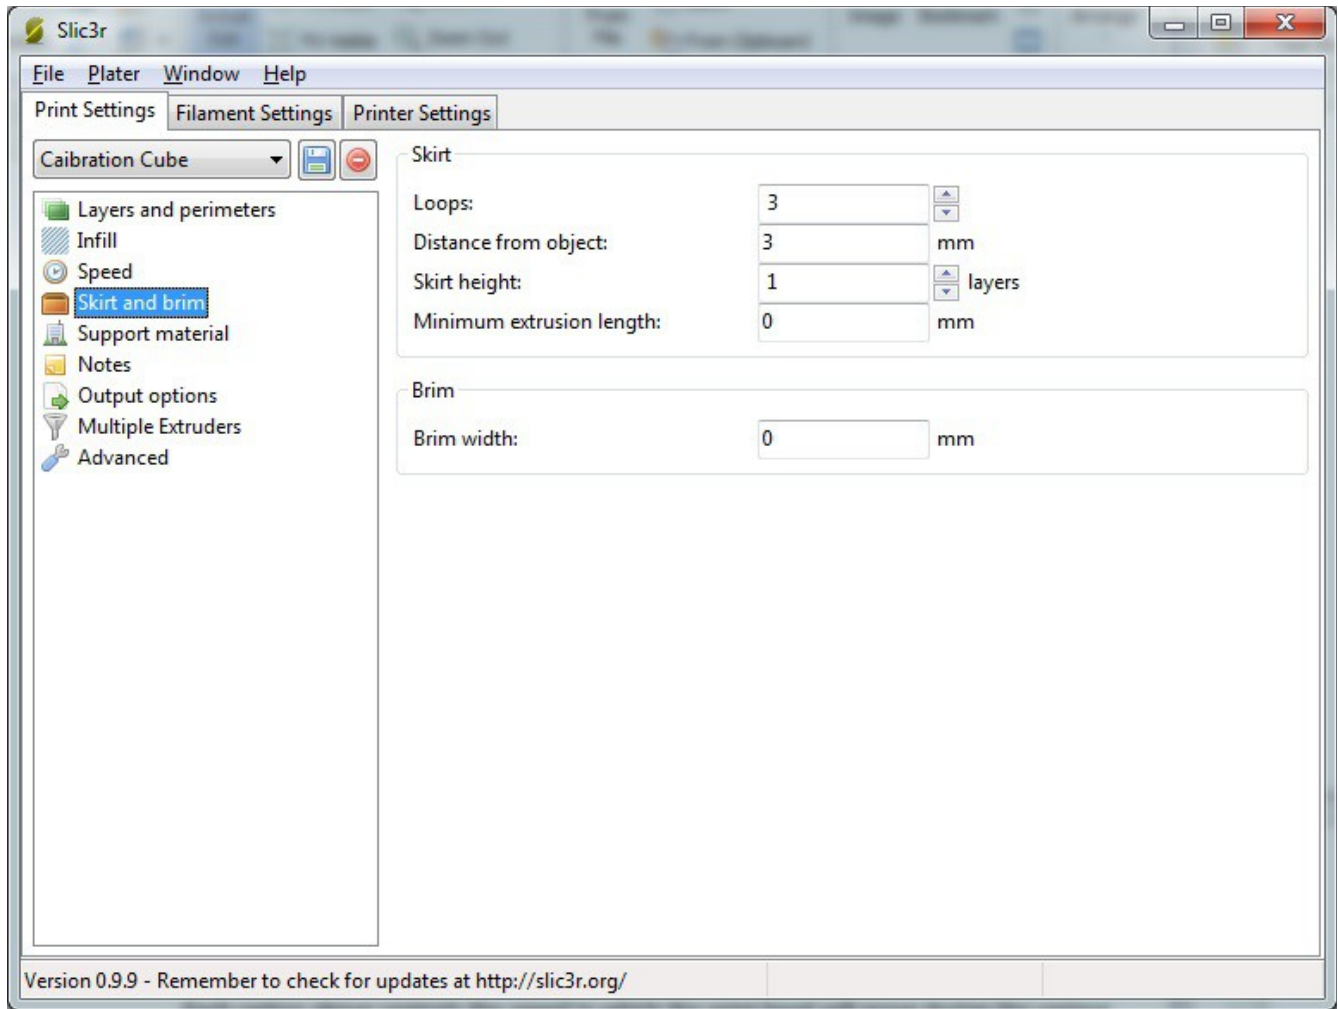 Slic3r
File Plater Window Help
Print Settings Filament Settings Printer Settings
Caibration Cube
Layers and perimeters
Infill
Speed
Skirt and brim
Support material
Notes
Output options
Multiple Extruders
Advanced
Skirt
Loops: 3
Distance from object: 3 mm
Skirt height: 1 layers
Minimum extrusion length: 0 mm
Brim
Brim width: 0 mm
Version 0.9.9 - Remember to check for updates at http://slic3r.org/